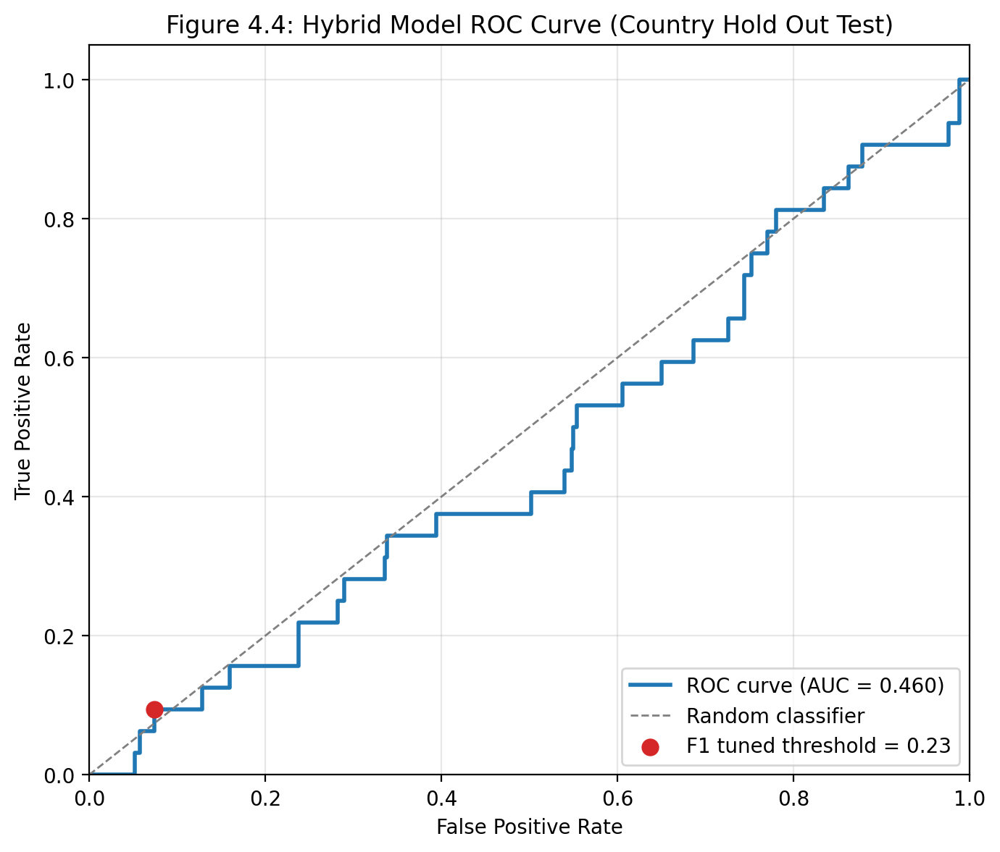 Figure 4.4: Hybrid Model ROC Curve (Country Hold Out Test)
True Positive Rate
1.0
0.8
0.6
0.4
0.2
0.0
0.0 0.2 0.4 0.6 0.8 1.0
False Positive Rate
ROC curve (AUC = 0.460)
Random classifier
F1 tuned threshold = 0.23